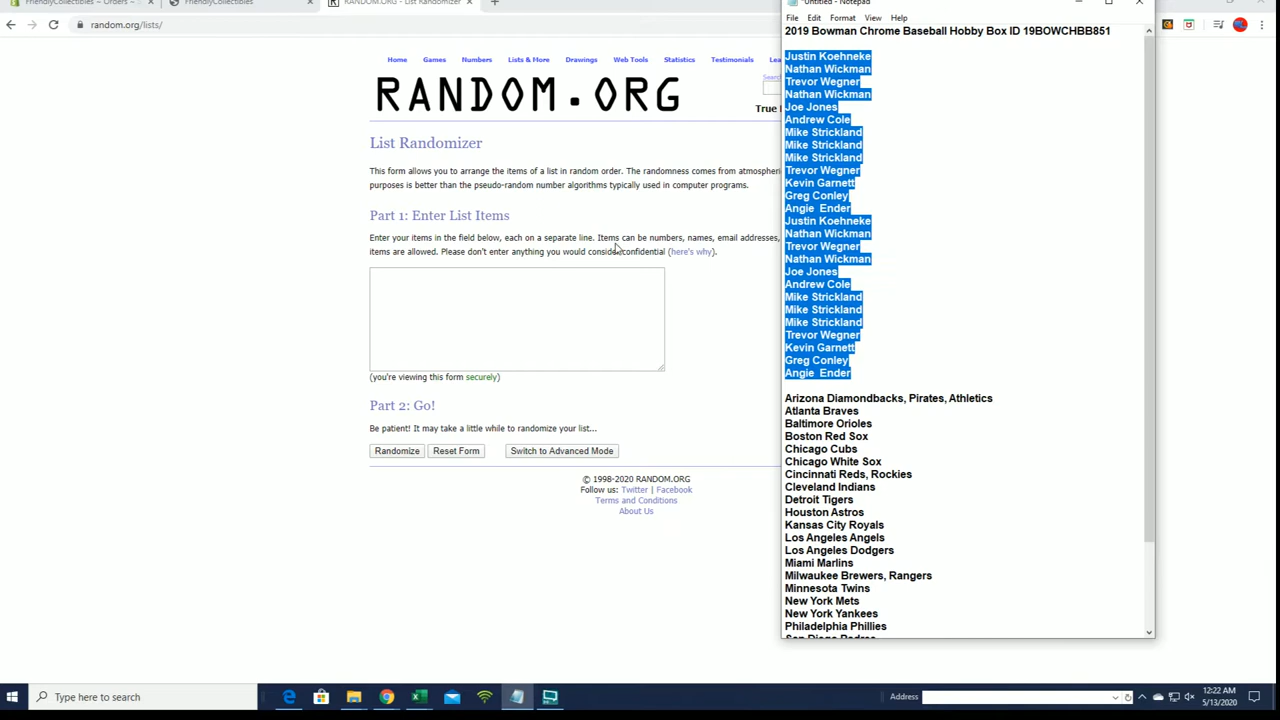 FriendlyCollectibles – Orders –
FriendlyCollectibles
RANDOM.ORG - List Randomizer
random.org/lists/
Home Games Numbers Lists & More Drawings Web Tools Statistics Testimonials
RANDOM.ORG
List Randomizer
This form allows you to arrange the items of a list in random order. The randomness comes from
purposes is better than the pseudo-random number algorithms typically used in computer programs.
Part 1: Enter List Items
Enter your items in the field below, each on a separate line. Items can be numbers, names, email addresses,
items are allowed. Please don't enter anything you would consider confidential (here's why).
(you're viewing this form securely)
Part 2: Go!
Be patient! It may take a little while to randomize your list...
Randomize Reset Form Switch to Advanced Mode
© 1998-2020 RANDOM.ORG
Follow us: Twitter | Facebook
Terms and Conditions
About Us
*Untitled - Notepad
File Edit Format View Help
2019 Bowman Chrome Baseball Hobby Box ID 19BOWCHBB851
Justin Koehneke
Nathan Wickman
Trevor Wegner
Nathan Wickman
Joe Jones
Andrew Cole
Mike Strickland
Mike Strickland
Mike Strickland
Trevor Wegner
Kevin Garnett
Greg Conley
Angie Ender
Justin Koehneke
Nathan Wickman
Trevor Wegner
Nathan Wickman
Joe Jones
Andrew Cole
Mike Strickland
Mike Strickland
Mike Strickland
Trevor Wegner
Kevin Garnett
Greg Conley
Angie Ender
Arizona Diamondbacks, Pirates, Athletics
Atlanta Braves
Baltimore Orioles
Boston Red Sox
Chicago Cubs
Chicago White Sox
Cincinnati Reds, Rockies
Cleveland Indians
Detroit Tigers
Houston Astros
Kansas City Royals
Los Angeles Angels
Los Angeles Dodgers
Miami Marlins
Milwaukee Brewers, Rangers
Minnesota Twins
New York Mets
New York Yankees
Philadelphia Phillies
San Diego Padres
Type here to search
Address
12:22 AM
5/13/2020